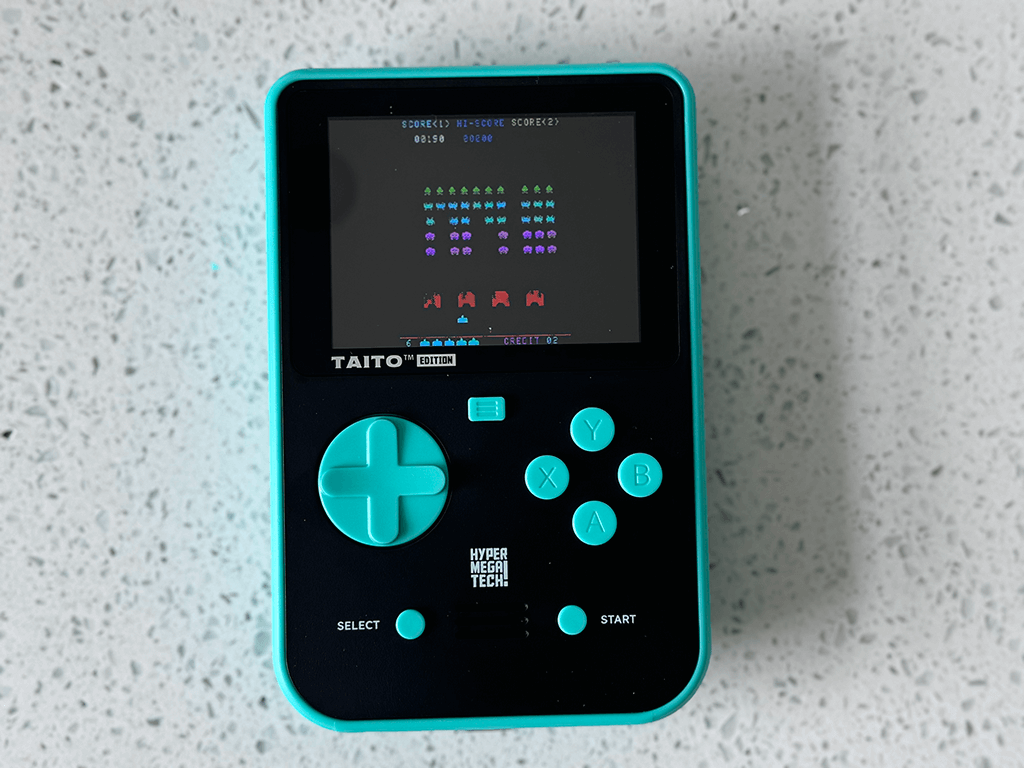 SCORE<1> HI-SCORE SCORE<2>
00190 20200
6 CREDIT 02
TAITO™ EDITION
Y
X B
A
HYPER
MEGA
TECH!
SELECT START